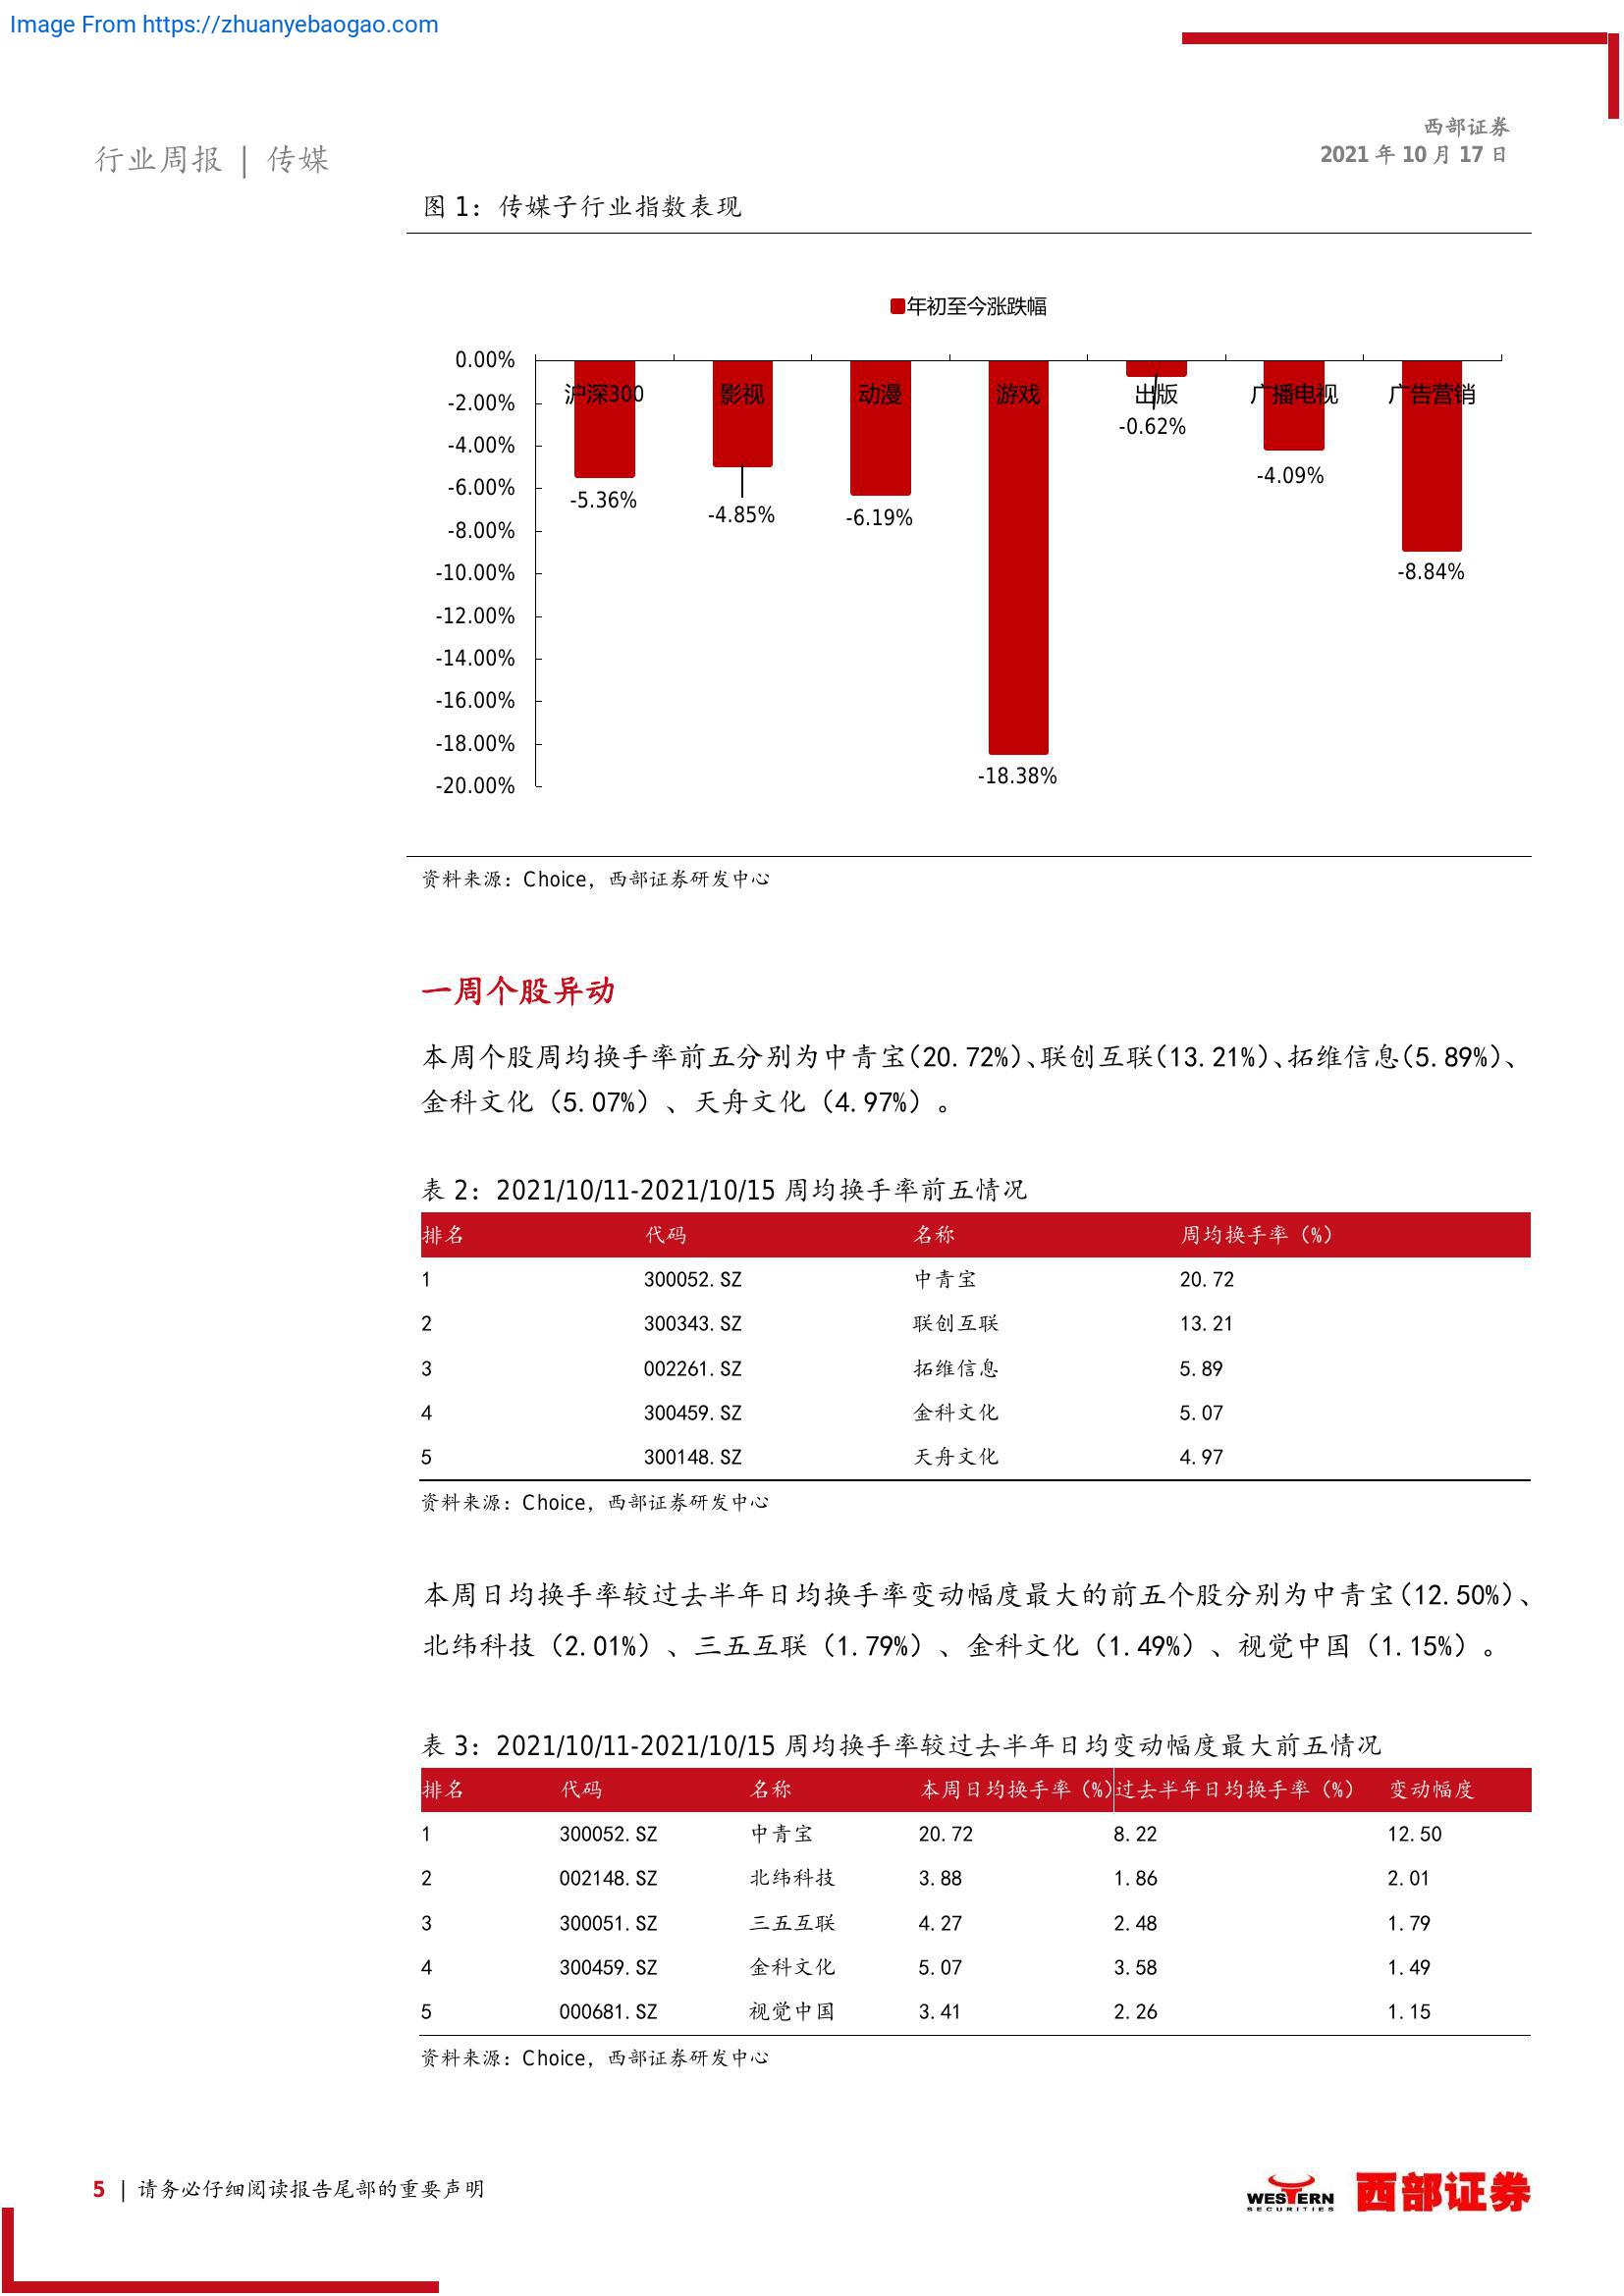 Image From https://zhuanyebaogao.com
西部证券
2021 年 10 月 17 日
行业周报 | 传媒
图 1：传媒子行业指数表现
年初至今涨跌幅
0.00%
-2.00%
-4.00%
-6.00%
-8.00%
-10.00%
-12.00%
-14.00%
-16.00%
-18.00%
-20.00%
沪深300 影视 动漫 游戏 出版 广播电视 广告营销
-5.36% -4.85% -6.19% -18.38% -0.62% -4.09% -8.84%
资料来源：Choice，西部证券研发中心
一周个股异动
本周个股周均换手率前五分别为中青宝（20.72%）、联创互联（13.21%）、拓维信息（5.89%）、
金科文化（5.07%）、天舟文化（4.97%）。
表 2：2021/10/11-2021/10/15 周均换手率前五情况
排名 代码 名称 周均换手率（%）
1 300052.SZ 中青宝 20.72
2 300343.SZ 联创互联 13.21
3 002261.SZ 拓维信息 5.89
4 300459.SZ 金科文化 5.07
5 300148.SZ 天舟文化 4.97
资料来源：Choice，西部证券研发中心
本周日均换手率较过去半年日均换手率变动幅度最大的前五个股分别为中青宝（12.50%）、
北纬科技（2.01%）、三五互联（1.79%）、金科文化（1.49%）、视觉中国（1.15%）。
表 3：2021/10/11-2021/10/15 周均换手率较过去半年日均变动幅度最大前五情况
排名 代码 名称 本周日均换手率（%） 过去半年日均换手率（%） 变动幅度
1 300052.SZ 中青宝 20.72 8.22 12.50
2 002148.SZ 北纬科技 3.88 1.86 2.01
3 300051.SZ 三五互联 4.27 2.48 1.79
4 300459.SZ 金科文化 5.07 3.58 1.49
5 000681.SZ 视觉中国 3.41 2.26 1.15
资料来源：Choice，西部证券研发中心
5 | 请务必仔细阅读报告尾部的重要声明
WESTERN
SECURITIES
西部证券